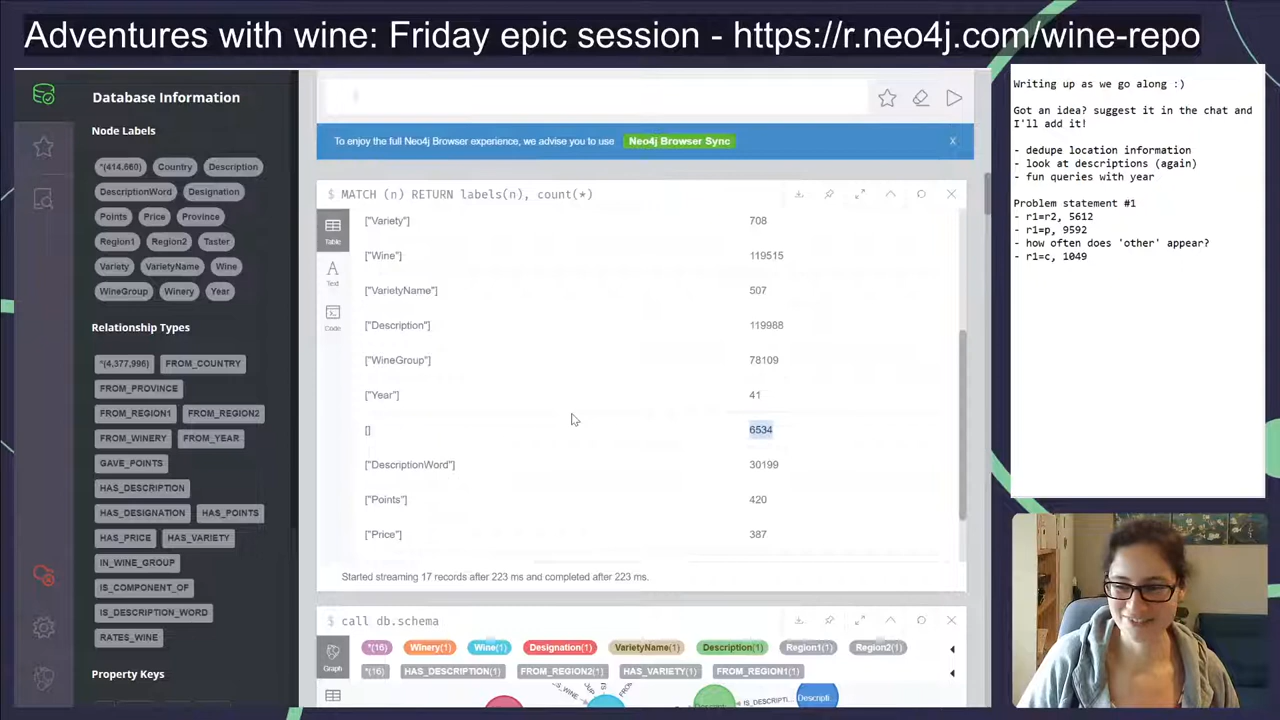 Adventures with wine: Friday epic session - https://r.neo4j.com/wine-repo
Database Information
Node Labels
*(414,660) Country Description
DescriptionWord Designation
Points Price Province
Region1 Region2 Taster
Variety VarietyName Wine
WineGroup Winery Year
Relationship Types
*(4,377,996) FROM_COUNTRY
FROM_PROVINCE
FROM_REGION1 FROM_REGION2
FROM_WINERY FROM_YEAR
GAVE_POINTS
HAS_DESCRIPTION
HAS_DESIGNATION HAS_POINTS
HAS_PRICE HAS_VARIETY
IN_WINE_GROUP
IS_COMPONENT_OF
IS_DESCRIPTION_WORD
RATES_WINE
Property Keys
To enjoy the full Neo4j Browser experience, we advise you to use Neo4j Browser Sync X
$ MATCH (n) RETURN labels(n), count(*)
Table
Text
Code
["Variety"] 708
["Wine"] 119515
["VarietyName"] 507
["Description"] 119988
["WineGroup"] 78109
["Year"] 41
[] 6534
["DescriptionWord"] 30199
["Points"] 420
["Price"] 387
Started streaming 17 records after 223 ms and completed after 223 ms.
$ call db.schema
Graph
*(16) Winery(1) Wine(1) Designation(1) VarietyName(1) Description(1) Region1(1) Region2(1)
*(16) HAS_DESCRIPTION(1) FROM_REGION2(1) HAS_VARIETY(1) FROM_REGION1(1)
IS_DESCRIPTI... Descripti...
Writing up as we go along :)
Got an idea? suggest it in the chat and
I'll add it!
- dedupe location information
- look at descriptions (again)
- fun queries with year
Problem statement #1
- r1=r2, 5612
- r1=p, 9592
- how often does 'other' appear?
- r1=c, 1049